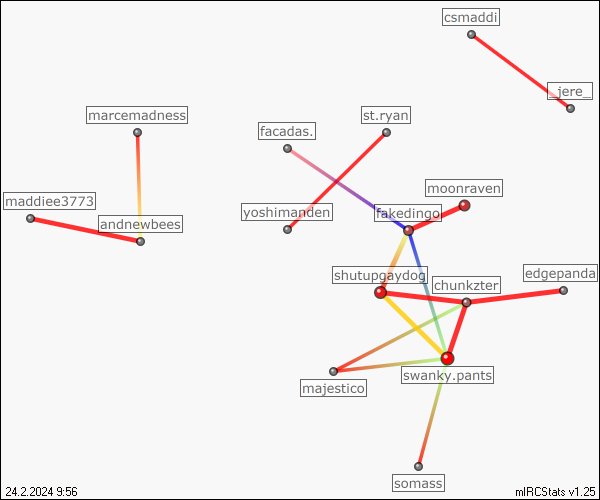 csmaddi
_jere_
marcemadness
st.ryan
facadas.
moonraven
maddiee3773
yoshimanden
fakedingo
andnewbees
edgepanda
shutupgaydog
chunkzter
swanky.pants
majestico
somass
24.2.2024 9:56
mIRCStats v1.25